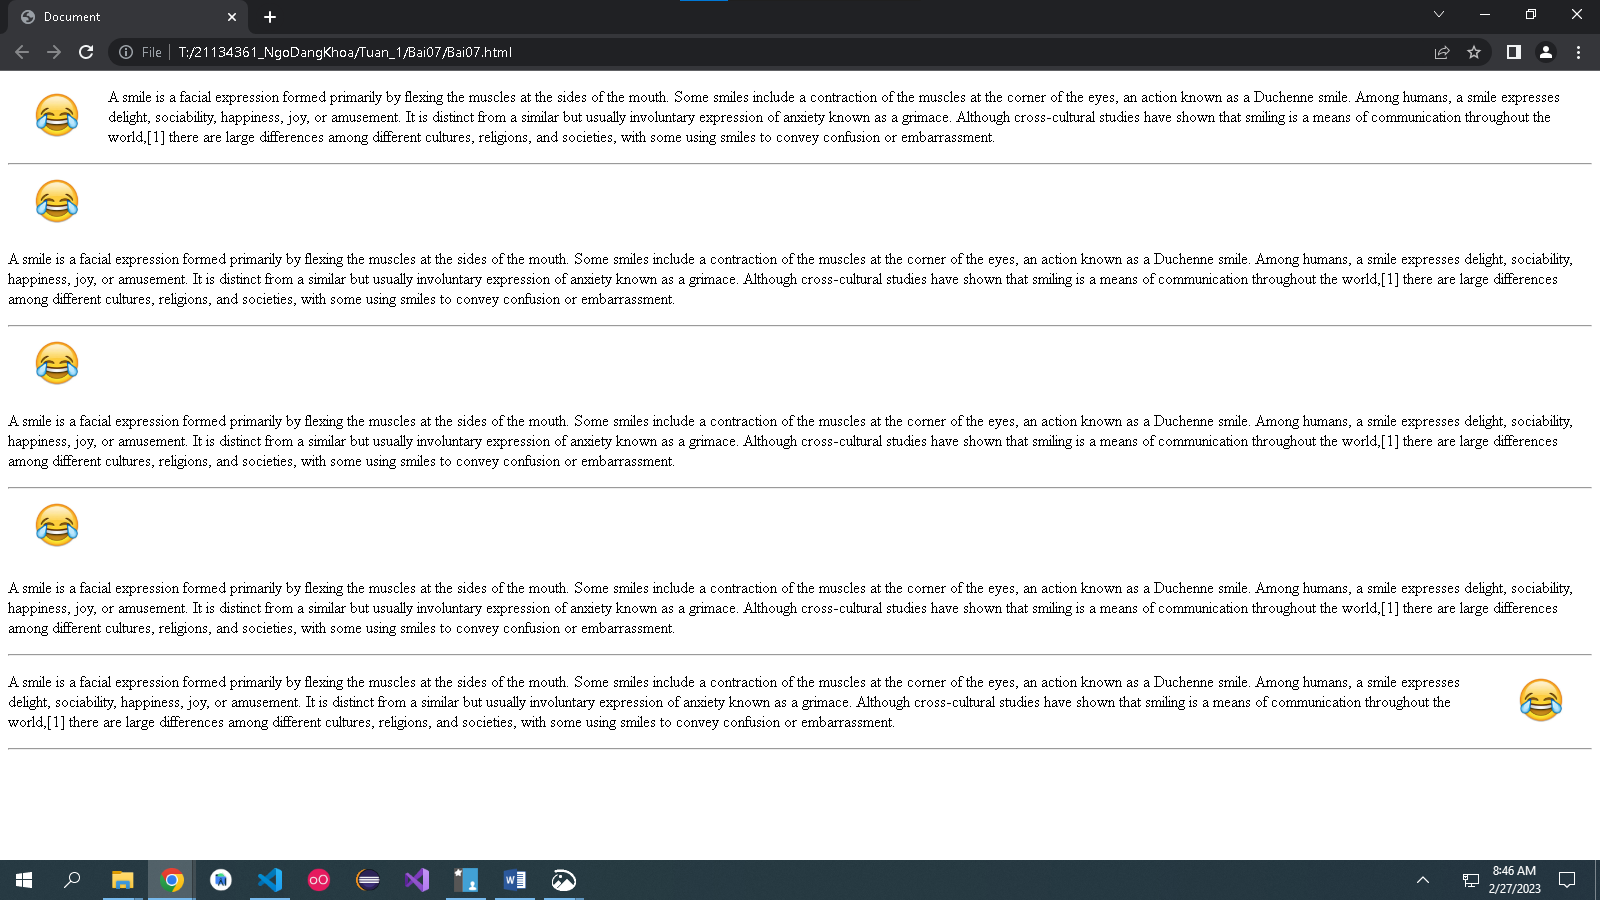 Document
File
T:/21134361_NgoDangKhoa/Tuan_1/Bai07/Bai07.html
A smile is a facial expression formed primarily by flexing the muscles at the sides of the mouth. Some smiles include a contraction of the muscles at the corner of the eyes, an action known as a Duchenne smile. Among humans, a smile expresses
delight, sociability, happiness, joy, or amusement. It is distinct from a similar but usually involuntary expression of anxiety known as a grimace. Although cross-cultural studies have shown that smiling is a means of communication throughout the
world,[1] there are large differences among different cultures, religions, and societies, with some using smiles to convey confusion or embarrassment.
A smile is a facial expression formed primarily by flexing the muscles at the sides of the mouth. Some smiles include a contraction of the muscles at the corner of the eyes, an action known as a Duchenne smile. Among humans, a smile expresses delight, sociability,
happiness, joy, or amusement. It is distinct from a similar but usually involuntary expression of anxiety known as a grimace. Although cross-cultural studies have shown that smiling is a means of communication throughout the world,[1] there are large differences
among different cultures, religions, and societies, with some using smiles to convey confusion or embarrassment.
A smile is a facial expression formed primarily by flexing the muscles at the sides of the mouth. Some smiles include a contraction of the muscles at the corner of the eyes, an action known as a Duchenne smile. Among humans, a smile expresses delight, sociability,
happiness, joy, or amusement. It is distinct from a similar but usually involuntary expression of anxiety known as a grimace. Although cross-cultural studies have shown that smiling is a means of communication throughout the world,[1] there are large differences
among different cultures, religions, and societies, with some using smiles to convey confusion or embarrassment.
A smile is a facial expression formed primarily by flexing the muscles at the sides of the mouth. Some smiles include a contraction of the muscles at the corner of the eyes, an action known as a Duchenne smile. Among humans, a smile expresses delight, sociability,
happiness, joy, or amusement. It is distinct from a similar but usually involuntary expression of anxiety known as a grimace. Although cross-cultural studies have shown that smiling is a means of communication throughout the world,[1] there are large differences
among different cultures, religions, and societies, with some using smiles to convey confusion or embarrassment.
A smile is a facial expression formed primarily by flexing the muscles at the sides of the mouth. Some smiles include a contraction of the muscles at the corner of the eyes, an action known as a Duchenne smile. Among humans, a smile expresses
delight, sociability, happiness, joy, or amusement. It is distinct from a similar but usually involuntary expression of anxiety known as a grimace. Although cross-cultural studies have shown that smiling is a means of communication throughout the
world,[1] there are large differences among different cultures, religions, and societies, with some using smiles to convey confusion or embarrassment.
8:46 AM
2/27/2023